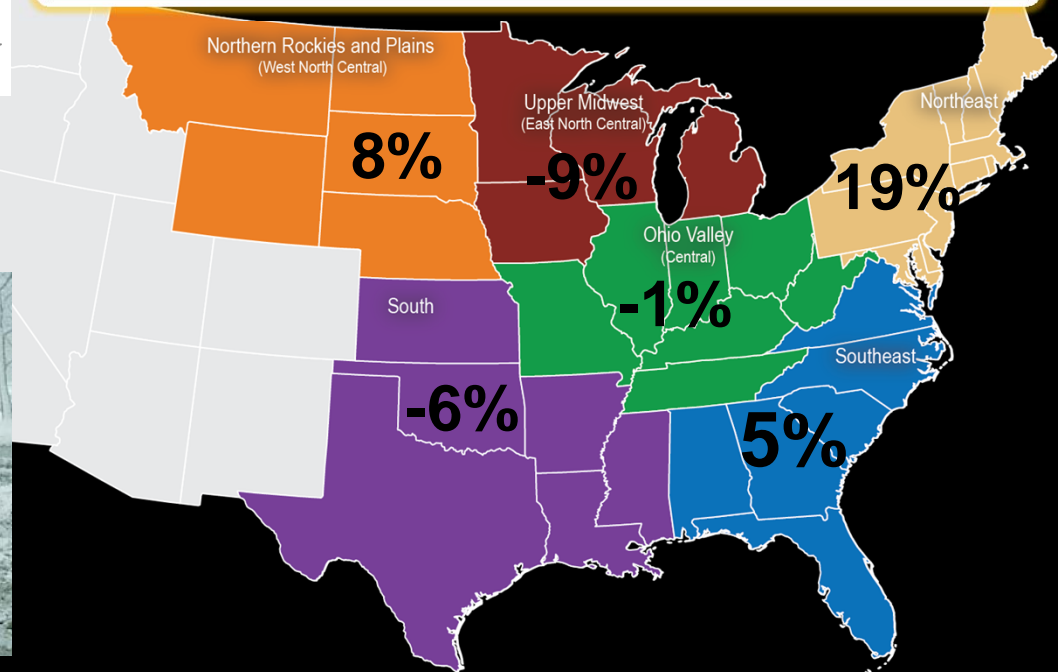 Northern Rockies and Plains
(West North Central)
Upper Midwest
(East North Central)
Northeast
8%
-9%
19%
Ohio Valley
(Central)
South
-1%
Southeast
-6%
5%